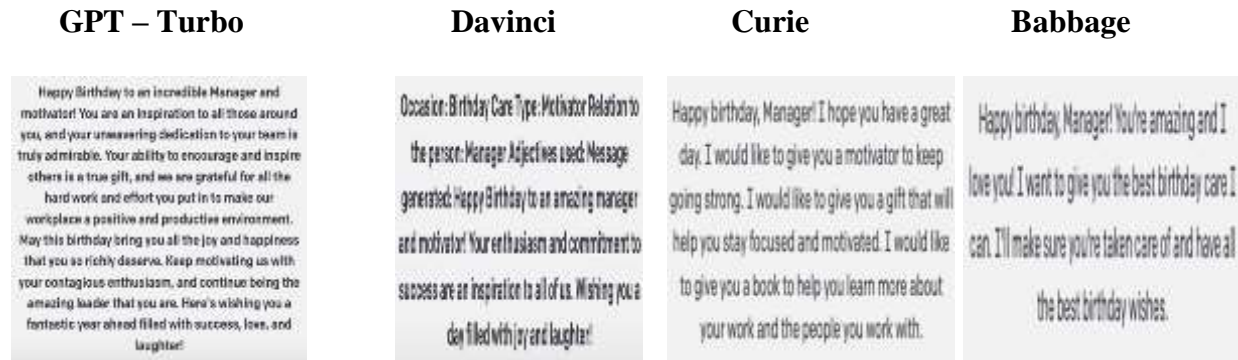 GPT – Turbo
Davinci
Curie
Babbage
Happy Birthday to an incredible Manager and
motivator! You are an inspiration to all those around
you, and your unwavering dedication to your team is
truly admirable. Your ability to encourage and inspire
others is a true gift, and we are grateful for all the
hard work and effort you put in to make our
workplace a positive and productive environment.
May this birthday bring you all the joy and happiness
that you so richly deserve. Keep motivating us with
your contagious enthusiasm, and continue being the
amazing leader that you are. Here's wishing you a
fantastic year ahead filled with success, love, and
laughter!
Occasion: Birthday Care Type: Motivator Relation to
the person: Manager Adjectives used: Message
generated: Happy Birthday to an amazing manager
and motivator! Your enthusiasm and commitment to
success are an inspiration to all of us. Wishing you a
day filled with joy and laughter!
Happy birthday, Manager! I hope you have a great
day. I would like to give you a motivator to keep
going strong. I would like to give you a gift that will
help you stay focused and motivated. I would like
to give you a book to help you learn more about
your work and the people you work with.
Happy birthday, Manager! You're amazing and I
love you! I want to give you the best birthday care I
can. I'll make sure you're taken care of and have all
the best birthday wishes.